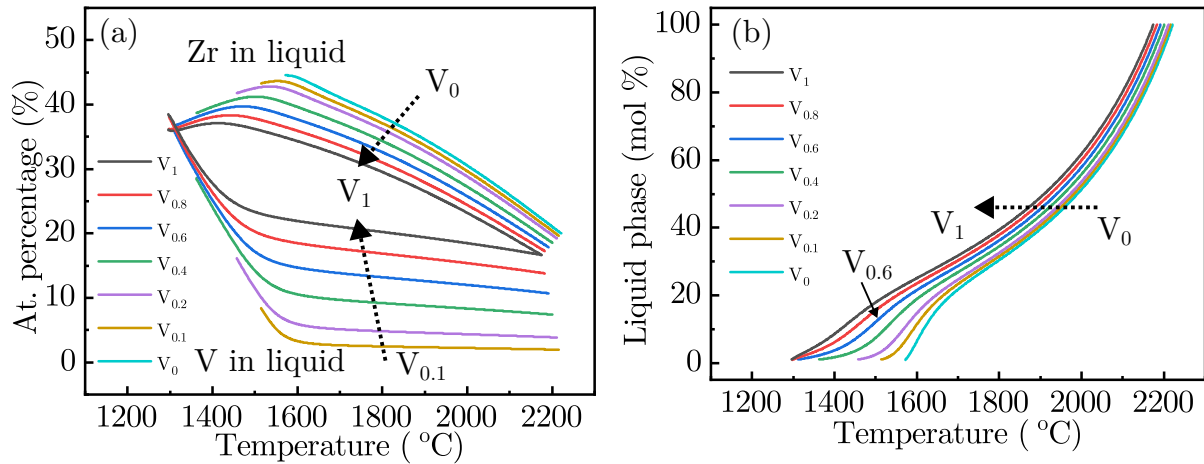 (a)
Zr in liquid
V0
V1
V1
V0.8
V0.6
V0.4
V0.2
V0.1
V0
V in liquid
V0.1
50
40
30
20
10
0
At. percentage (%)
1200 1400 1600 1800 2000 2200
Temperature ( °C)
(b)
V1
V0.8
V0.6
V0.4
V0.2
V0.1
V0
V1
V0
V0.6
100
80
60
40
20
0
Liquid phase (mol %)
1200 1400 1600 1800 2000 2200
Temperature ( °C)